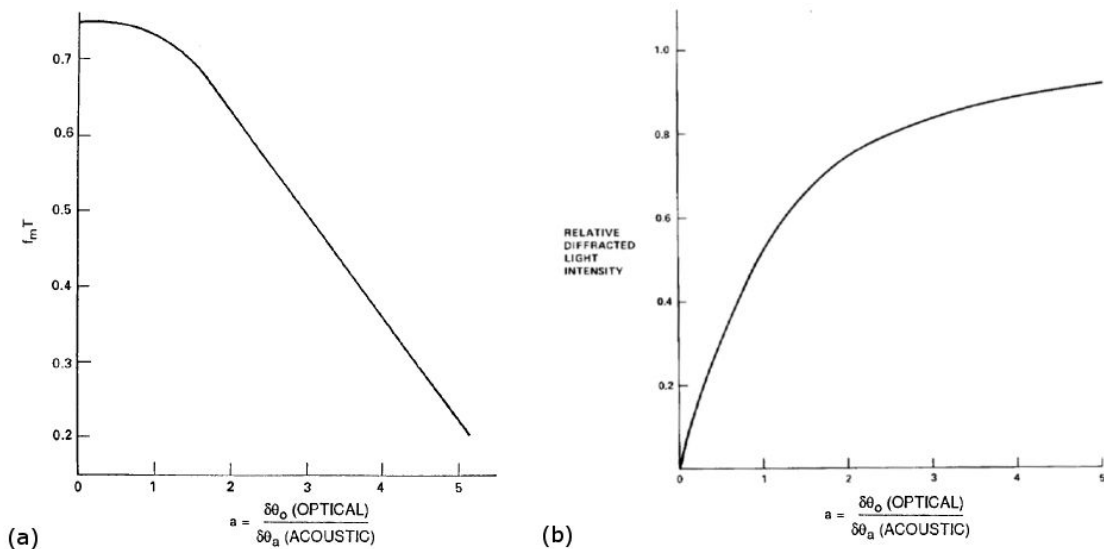 0.7
0.6
0.5
0.4
0.3
0.2
fmT
0 1 2 3 4 5
a = δθo (OPTICAL)
δθa (ACOUSTIC)
(a)
1.0
0.8
0.6
0.4
0.2
RELATIVE
DIFFRACTED
LIGHT
INTENSITY
0 1 2 3 4 5
a = δθo (OPTICAL)
δθa (ACOUSTIC)
(b)